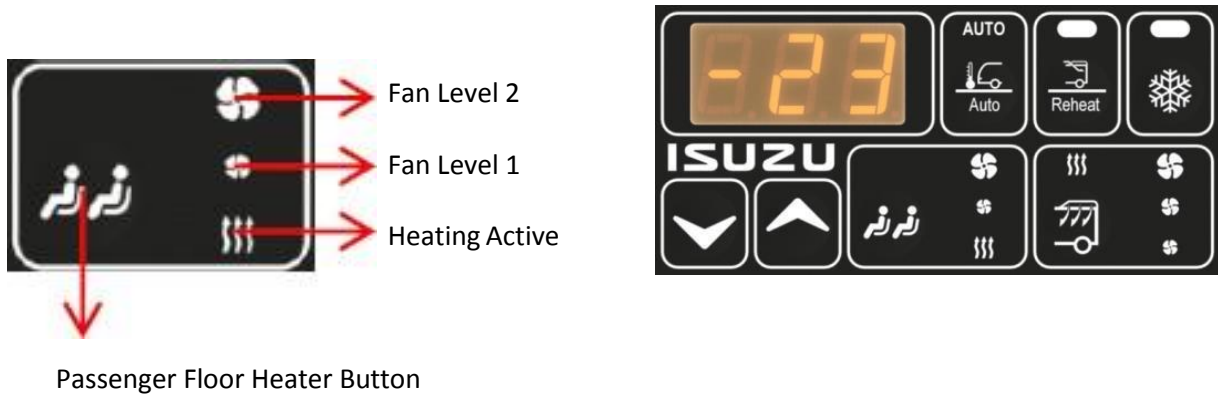 Fan Level 2
Fan Level 1
Heating Active
Passenger Floor Heater Button
-23
AUTO
Auto
Reheat
ISUZU